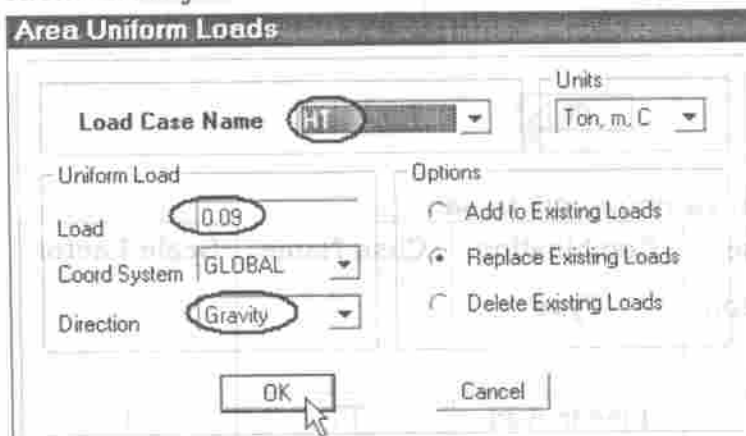 Area Uniform Loads
Units
Load Case Name HT Ton, m, C
Uniform Load
Load 0.09
Coord System GLOBAL
Direction Gravity
Options
Add to Existing Loads
Replace Existing Loads
Delete Existing Loads
OK Cancel